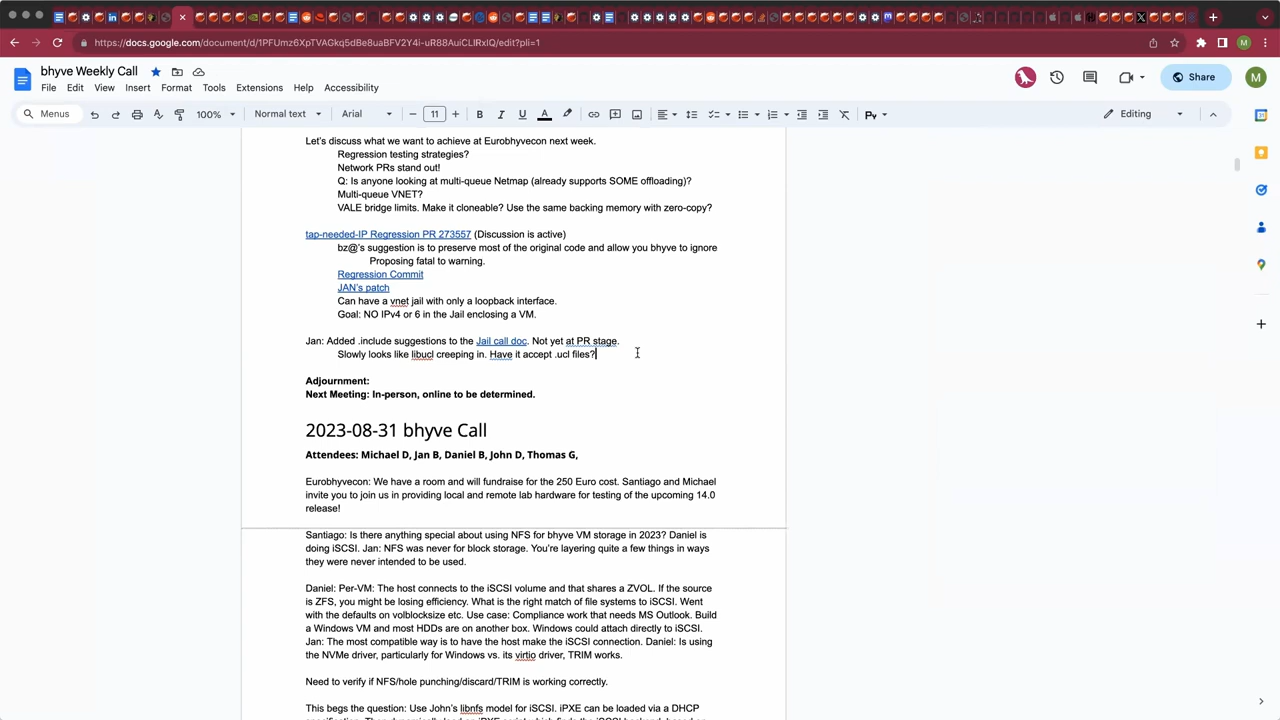 https://docs.google.com/document/d/1PFUmz6XpTVAGkq5dBe8uaBFV2Y4i-uR88AuiCLlRxIQ/edit?pli=1
M
bhyve Weekly Call
File Edit View Insert Format Tools Extensions Help Accessibility
Share
M
Menus 100% Normal text Arial 11 Editing
Let's discuss what we want to achieve at Eurobhyvecon next week.
Regression testing strategies?
Network PRs stand out!
Q: Is anyone looking at multi-queue Netmap (already supports SOME offloading)?
Multi-queue VNET?
VALE bridge limits. Make it cloneable? Use the same backing memory with zero-copy?
tap-needed-IP Regression PR 273557 (Discussion is active)
bz@'s suggestion is to preserve most of the original code and allow you bhyve to ignore
Proposing fatal to warning.
Regression Commit
JAN's patch
Can have a vnet jail with only a loopback interface.
Goal: NO IPv4 or 6 in the Jail enclosing a VM.
Jan: Added .include suggestions to the Jail call doc. Not yet at PR stage.
Slowly looks like libucl creeping in. Have it accept .ucl files?
Adjournment:
Next Meeting: In-person, online to be determined.
2023-08-31 bhyve Call
Attendees: Michael D, Jan B, Daniel B, John D, Thomas G,
Eurobhyvecon: We have a room and will fundraise for the 250 Euro cost. Santiago and Michael
invite you to join us in providing local and remote lab hardware for testing of the upcoming 14.0
release!
Santiago: Is there anything special about using NFS for bhyve VM storage in 2023? Daniel is
doing iSCSI. Jan: NFS was never for block storage. You're layering quite a few things in ways
they were never intended to be used.
Daniel: Per-VM: The host connects to the iSCSI volume and that shares a ZVOL. If the source
is ZFS, you might be losing efficiency. What is the right match of file systems to iSCSI. Went
with the defaults on volblocksize etc. Use case: Compliance work that needs MS Outlook. Build
a Windows VM and most HDDs are on another box. Windows could attach directly to iSCSI.
Jan: The most compatible way is to have the host make the iSCSI connection. Daniel: Is using
the NVMe driver, particularly for Windows vs. its virtio driver, TRIM works.
Need to verify if NFS/hole punching/discard/TRIM is working correctly.
This begs the question: Use John's libnfs model for iSCSI. iPXE can be loaded via a DHCP